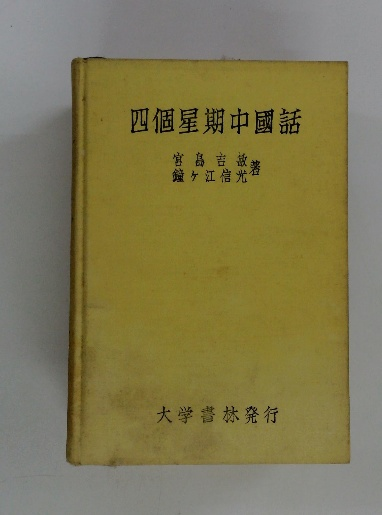 四個星期中國話
宮島吉敏
鐘ヶ江信光著
大学書林発行